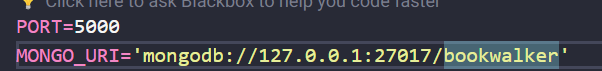 Click here to ask Blackbox to help you code faster
PORT=5000
MONGO_URI='mongodb://127.0.0.1:27017/bookwalker'